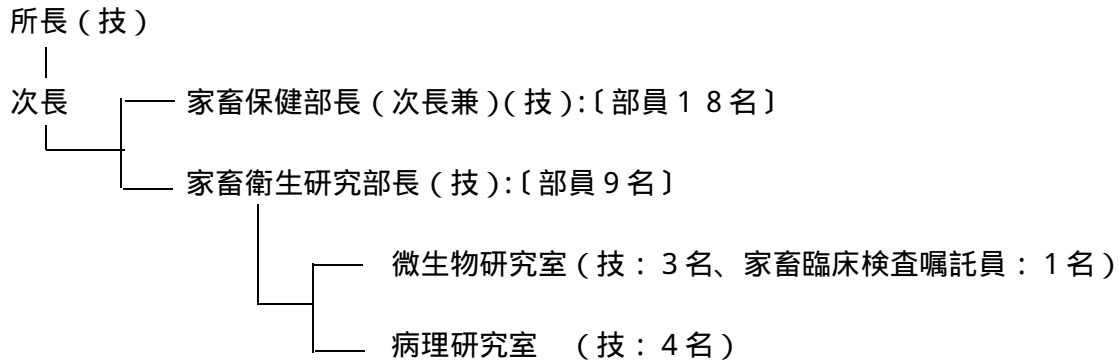 所長（技）
次長
家畜保健部長（次長兼）（技）：〔部員１８名〕
家畜衛生研究部長（技）：〔部員９名〕
微生物研究室（技：３名、家畜臨床検査嘱託員：１名）
病理研究室　（技：４名）